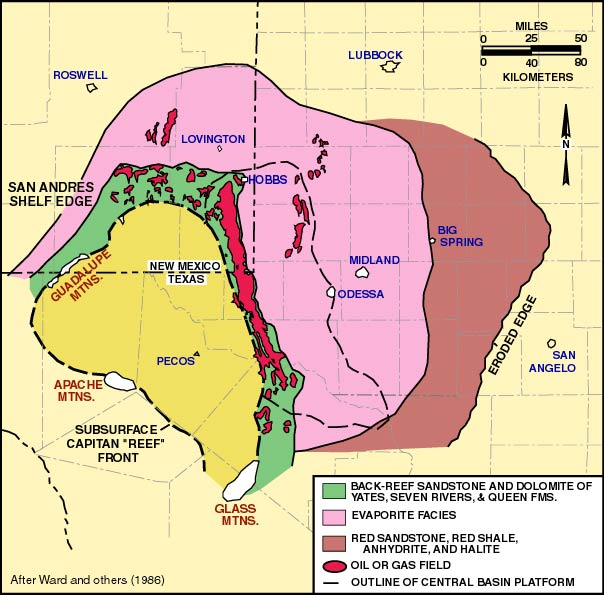 MILES
0 25 50
0 40 80
KILOMETERS
LUBBOCK
ROSWELL
N
LOVINGTON
HOBBS
SAN ANDRES
SHELF EDGE
BIG
SPRING
GUADALUPE
MTNS.
NEW MEXICO
TEXAS
MIDLAND
ODESSA
ERODED EDGE
PECOS
SAN
ANGELO
APACHE
MTNS.
SUBSURFACE
CAPITAN "REEF"
FRONT
GLASS
MTNS.
BACK-REEF SANDSTONE AND DOLOMITE OF
YATES, SEVEN RIVERS, & QUEEN FMS.
EVAPORITE FACIES
RED SANDSTONE, RED SHALE,
ANHYDRITE, AND HALITE
OIL OR GAS FIELD
OUTLINE OF CENTRAL BASIN PLATFORM
After Ward and others (1986)